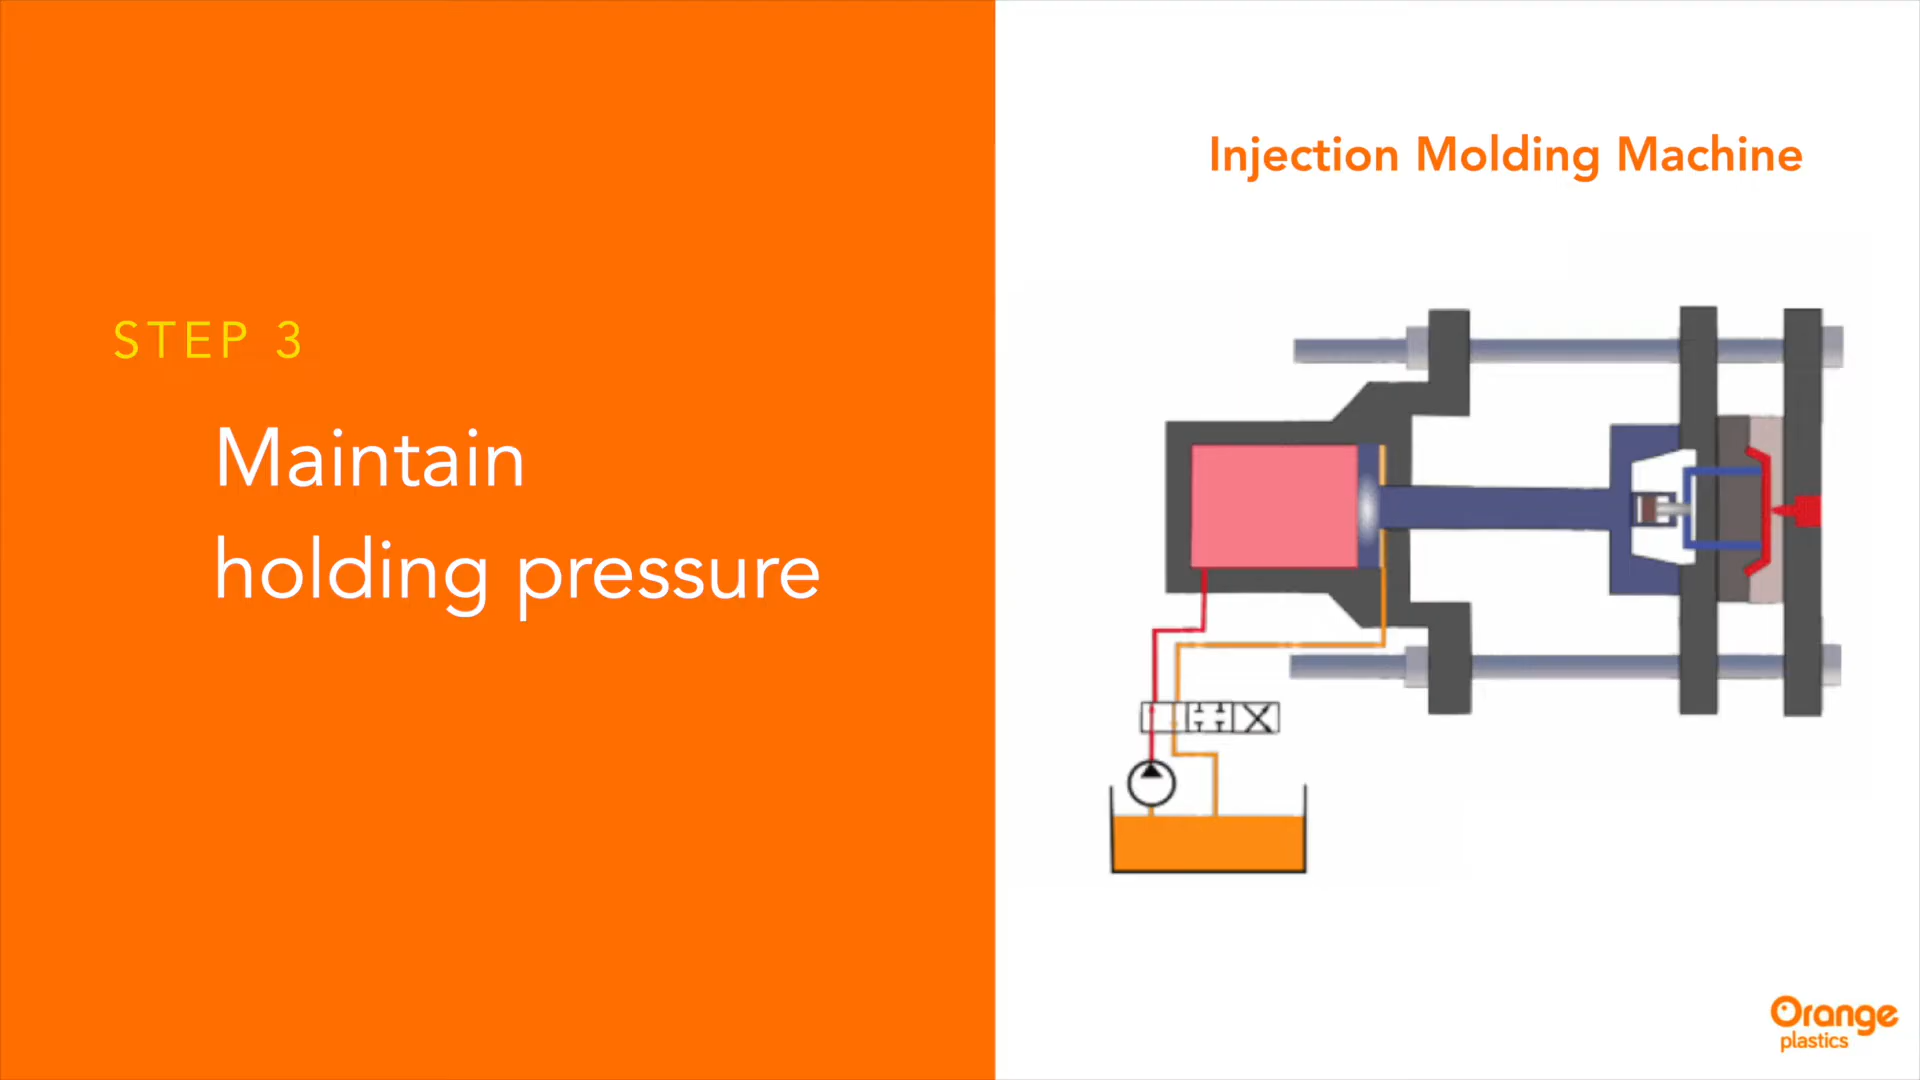 STEP 3
Maintain
holding pressure
Injection Molding Machine
Orange
plastics